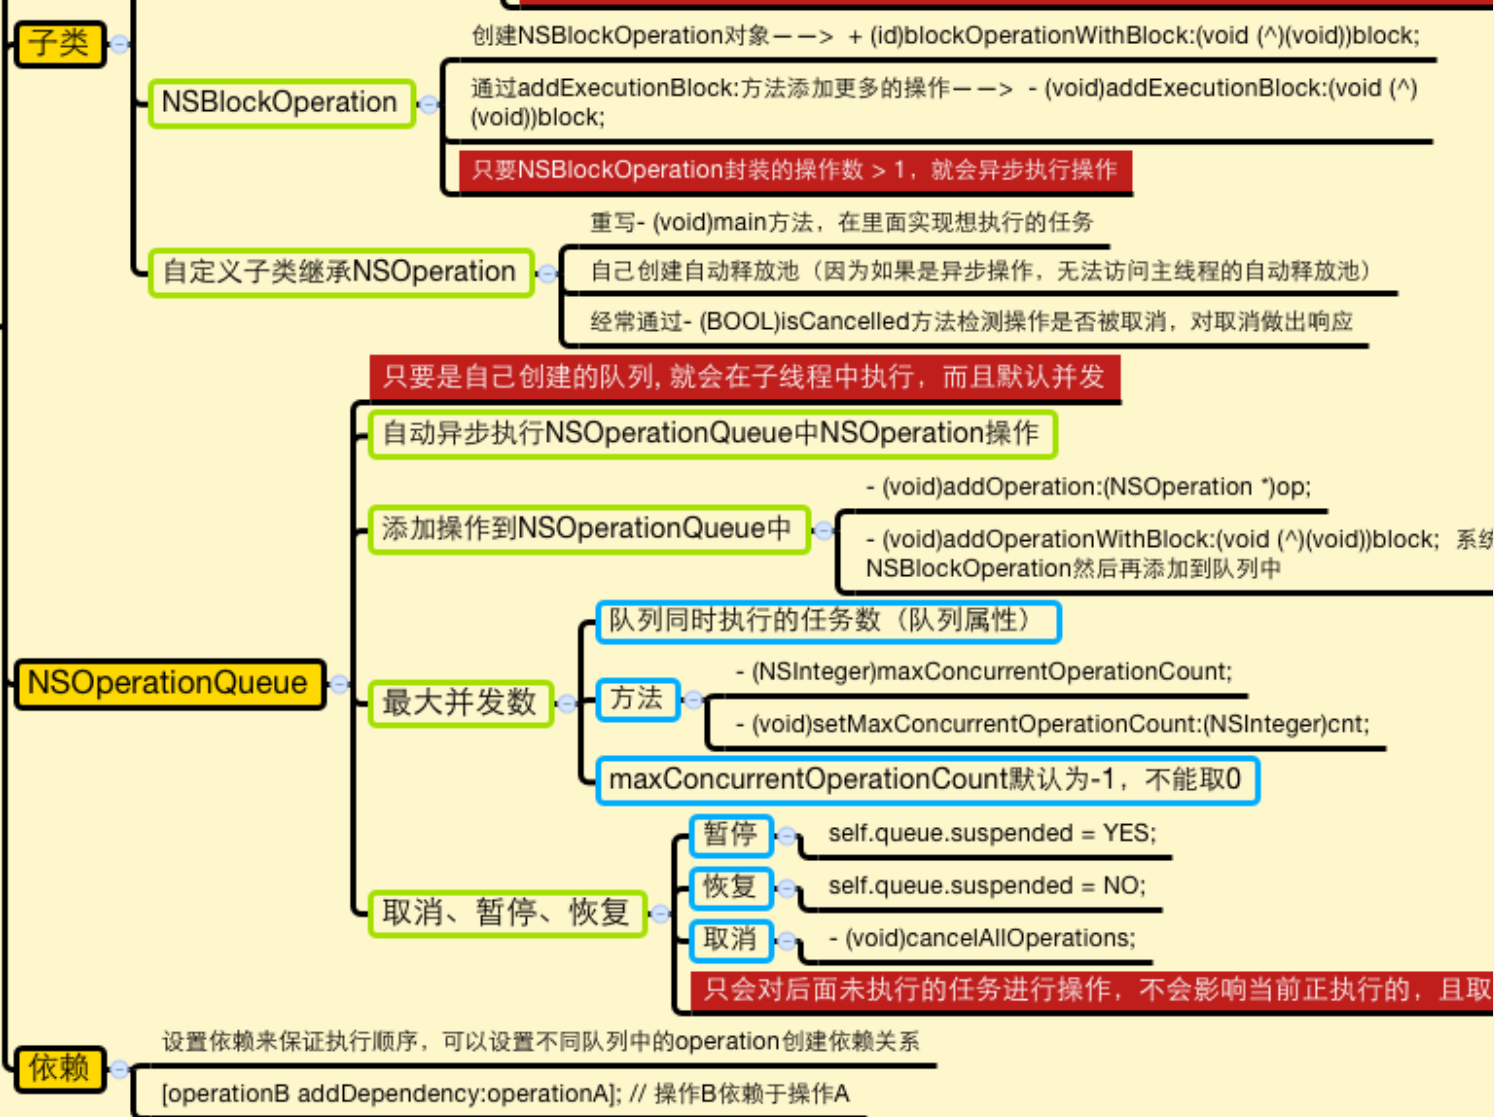 子类
创建NSBlockOperation对象——> + (id)blockOperationWithBlock:(void (^)(void))block;
NSBlockOperation
通过addExecutionBlock:方法添加更多的操作——> - (void)addExecutionBlock:(void (^)
(void))block;
只要NSBlockOperation封装的操作数 > 1，就会异步执行操作
重写- (void)main方法，在里面实现想执行的任务
自定义子类继承NSOperation
自己创建自动释放池（因为如果是异步操作，无法访问主线程的自动释放池）
经常通过- (BOOL)isCancelled方法检测操作是否被取消，对取消做出响应
只要是自己创建的队列, 就会在子线程中执行，而且默认并发
自动异步执行NSOperationQueue中NSOperation操作
- (void)addOperation:(NSOperation *)op;
添加操作到NSOperationQueue中
- (void)addOperationWithBlock:(void (^)(void))block; 系统
NSBlockOperation然后再添加到队列中
队列同时执行的任务数（队列属性）
NSOperationQueue
最大并发数
方法
- (NSInteger)maxConcurrentOperationCount;
- (void)setMaxConcurrentOperationCount:(NSInteger)cnt;
maxConcurrentOperationCount默认为-1，不能取0
暂停
self.queue.suspended = YES;
恢复
self.queue.suspended = NO;
取消、暂停、恢复
取消
- (void)cancelAllOperations;
只会对后面未执行的任务进行操作，不会影响当前正执行的，且取
设置依赖来保证执行顺序，可以设置不同队列中的operation创建依赖关系
依赖
[operationB addDependency:operationA]; // 操作B依赖于操作A